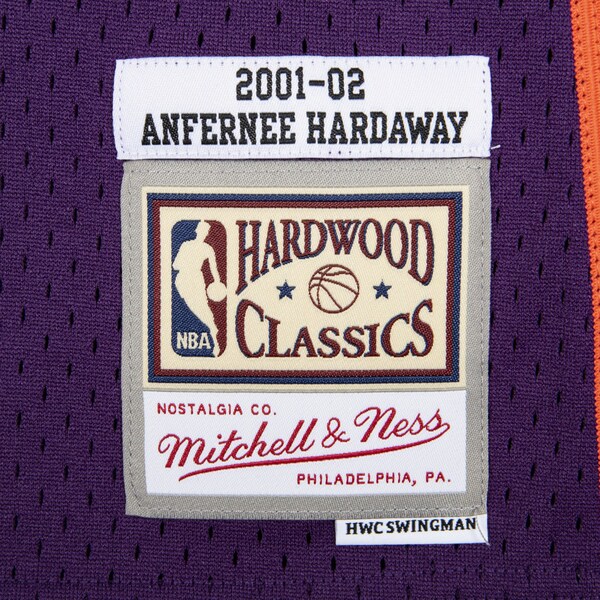 2001-02
ANFERNEE HARDAWAY
HARDWOOD
NBA
CLASSICS
NOSTALGIA CO.
Mitchell & Ness
PHILADELPHIA, PA.
HWC SWINGMAN